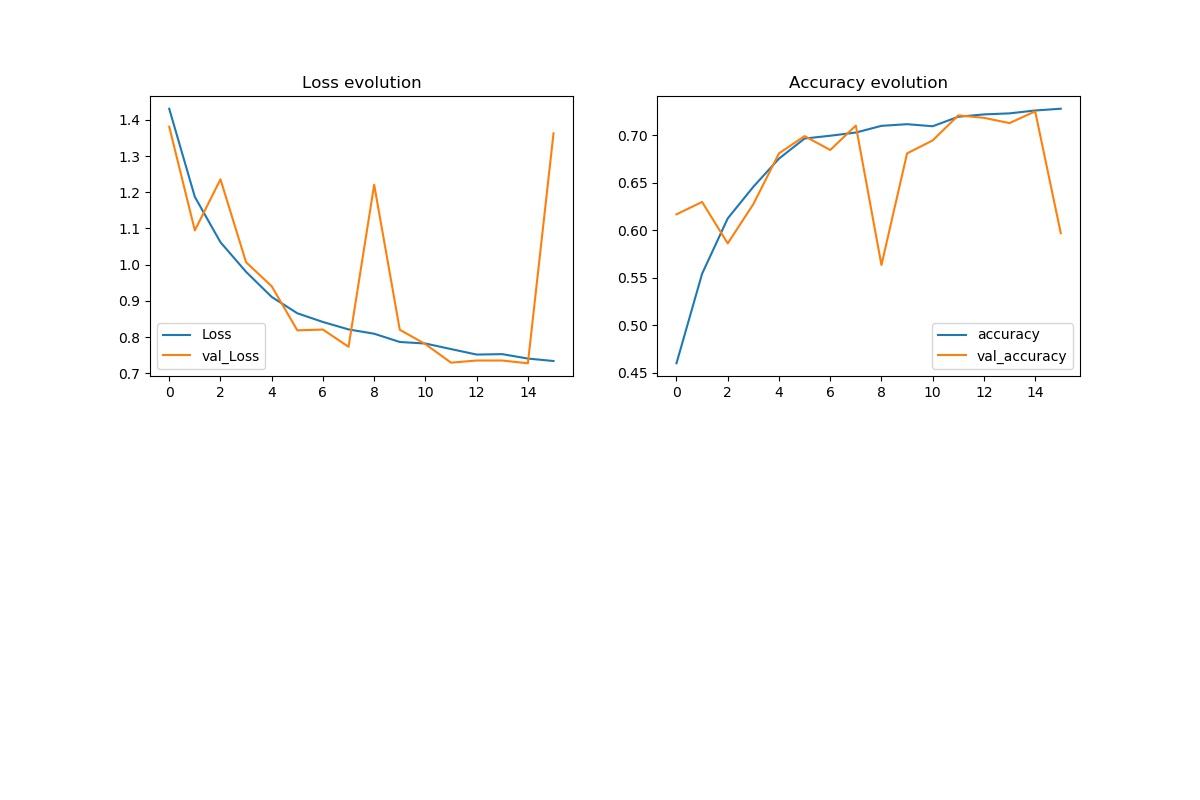 Loss evolution
1.4
1.3
1.2
1.1
1.0
0.9
0.8
0.7
Loss
val_Loss
0 2 4 6 8 10 12 14
Accuracy evolution
0.70
0.65
0.60
0.55
0.50
0.45
accuracy
val_accuracy
0 2 4 6 8 10 12 14